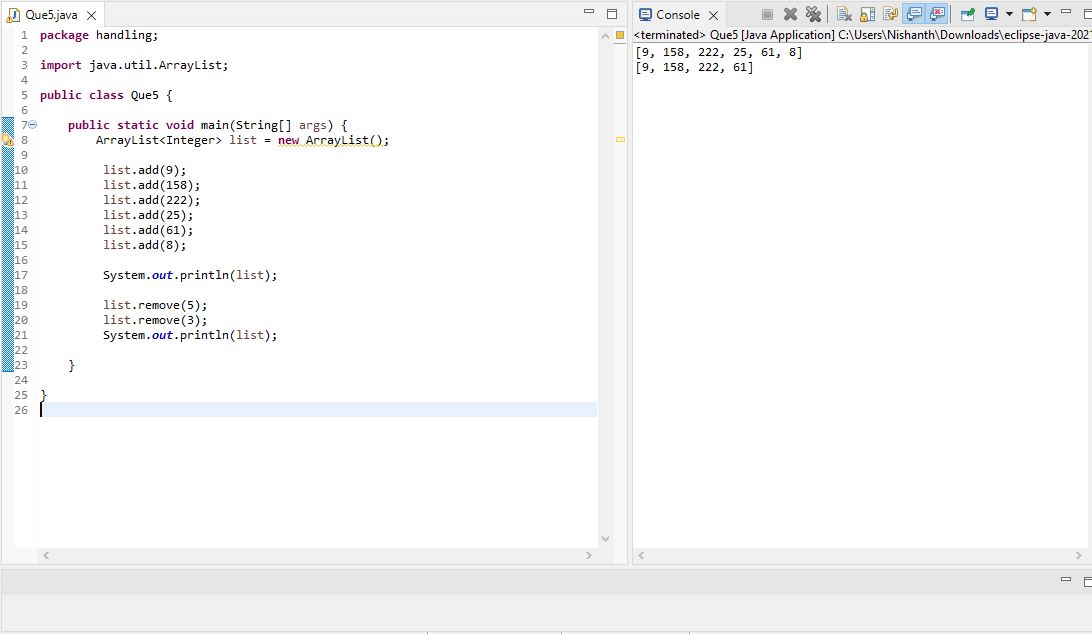 Que5.java
1 package handling;
2
3 import java.util.ArrayList;
4
5 public class Que5 {
6
7 public static void main(String[] args) {
8 ArrayList<Integer> list = new ArrayList();
9
10 list.add(9);
11 list.add(158);
12 list.add(222);
13 list.add(25);
14 list.add(61);
15 list.add(8);
16
17 System.out.println(list);
18
19 list.remove(5);
20 list.remove(3);
21 System.out.println(list);
22
23 }
24
25 }
26
Console
<terminated> Que5 [Java Application] C:\Users\Nishanth\Downloads\eclipse-java-202
[9, 158, 222, 25, 61, 8]
[9, 158, 222, 61]